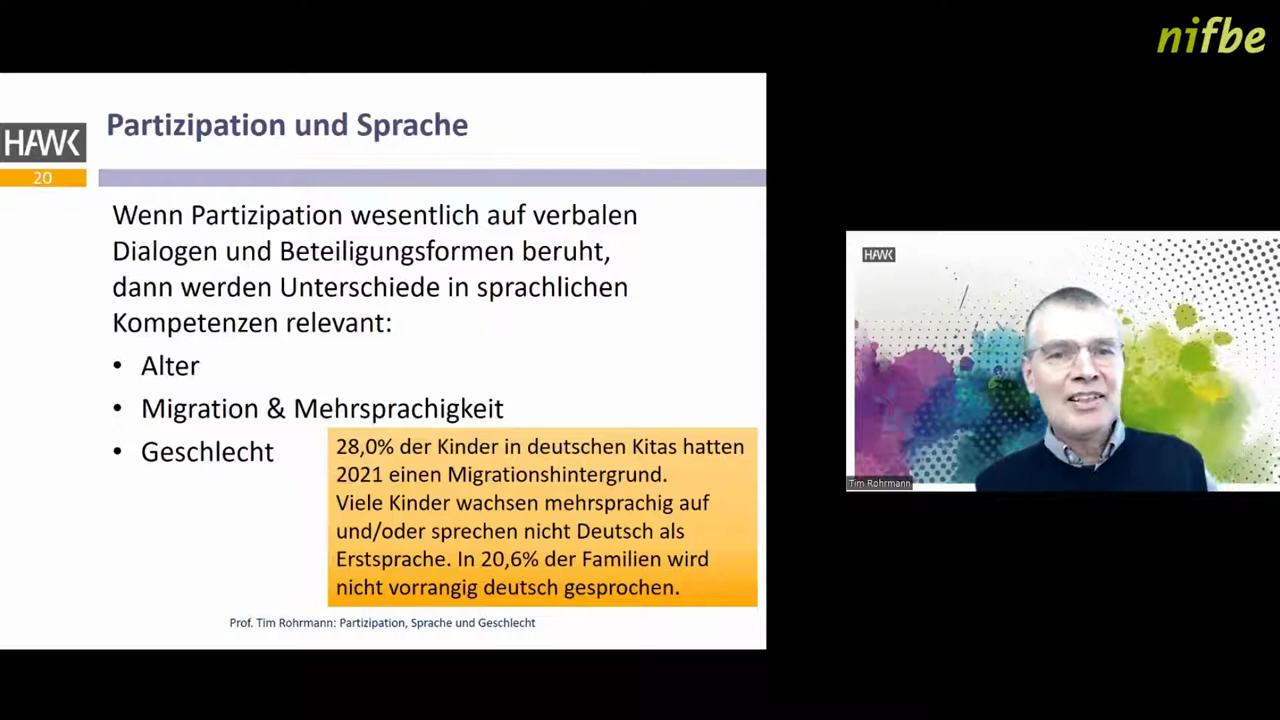 nifbe
HAWK
20
Partizipation und Sprache
Wenn Partizipation wesentlich auf verbalen
Dialogen und Beteiligungsformen beruht,
dann werden Unterschiede in sprachlichen
Kompetenzen relevant:
• Alter
• Migration & Mehrsprachigkeit
• Geschlecht
28,0% der Kinder in deutschen Kitas hatten
2021 einen Migrationshintergrund.
Viele Kinder wachsen mehrsprachig auf
und/oder sprechen nicht Deutsch als
Erstsprache. In 20,6% der Familien wird
nicht vorrangig deutsch gesprochen.
Prof. Tim Rohrmann: Partizipation, Sprache und Geschlecht
HAWK
Tim Rohrmann